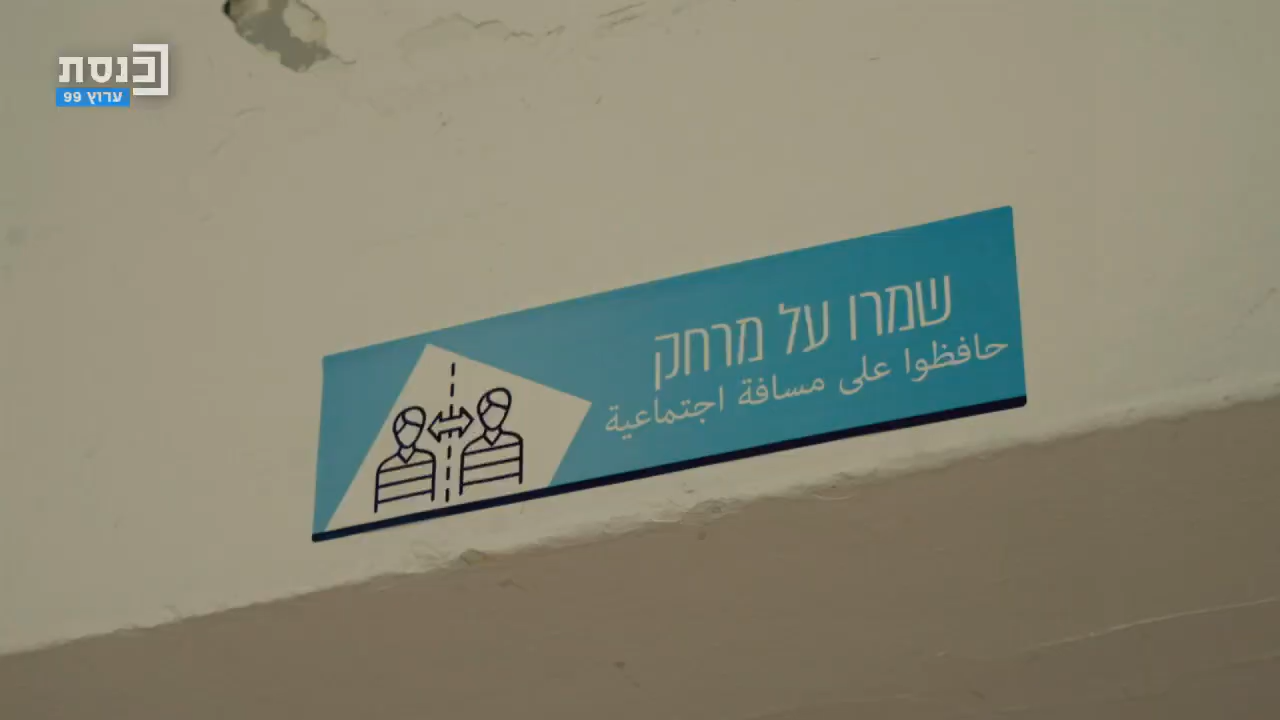 כנסת
ערוץ 99
שמרו על מרחק
حافظوا على مسافة اجتماعية